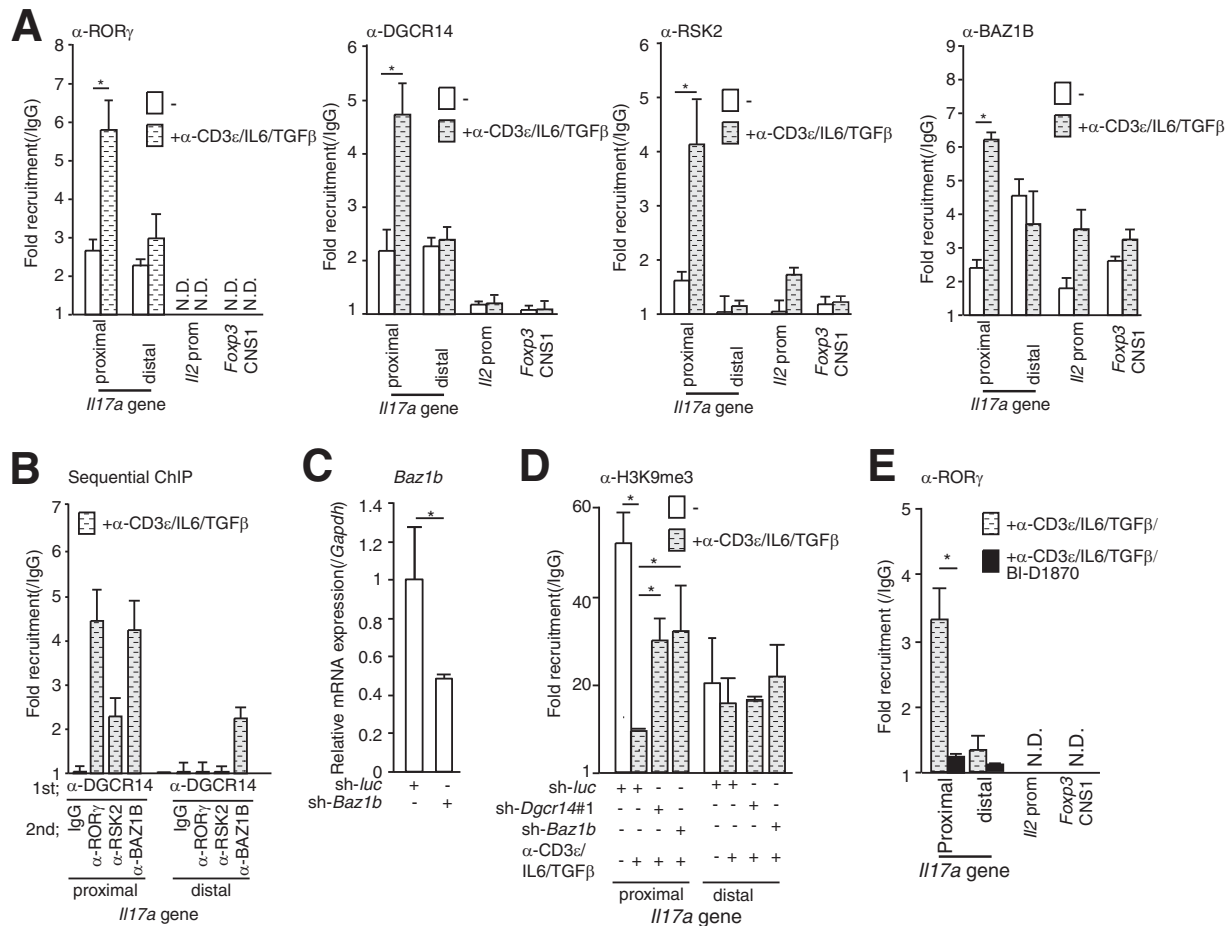 A
α-RORγ
8
7
6
5
4
3
2
1
Fold recruitment(/IgG)
*
-
+α-CD3ε/IL6/TGFβ
N.D.
N.D.
N.D.
N.D.
proximal
distal
Il2 prom
Foxp3
CNS1
Il17a gene
α-DGCR14
6
5
4
3
2
1
Fold recruitment(/IgG)
*
-
+α-CD3ε/IL6/TGFβ
proximal
distal
Il2 prom
Foxp3
CNS1
Il17a gene
α-RSK2
6
5
4
3
2
1
Fold recruitment(/IgG)
*
-
+α-CD3ε/IL6/TGFβ
proximal
distal
Il2 prom
Foxp3
CNS1
Il17a gene
α-BAZ1B
9
8
7
6
5
4
3
2
1
Fold recruitment(/IgG)
*
-
+α-CD3ε/IL6/TGFβ
proximal
distal
Il2 prom
Foxp3
CNS1
Il17a gene
B
Sequential ChIP
7
6
5
4
3
2
1
Fold recruitment(/IgG)
+α-CD3ε/IL6/TGFβ
1st; α-DGCR14 α-DGCR14
2nd; IgG α-RORγ α-RSK2 α-BAZ1B IgG α-RORγ α-RSK2 α-BAZ1B
proximal distal
Il17a gene
C
Baz1b
1.4
1.2
1.0
0.8
0.6
0.4
0.2
0
Relative mRNA expression(/Gapdh)
*
sh-luc + -
sh-Baz1b - +
D
α-H3K9me3
60
40
20
1
Fold recruitment(/IgG)
*
*
*
-
+α-CD3ε/IL6/TGFβ
sh-luc + + - - + + - -
sh-Dgcr14#1 - - + - - - + -
sh-Baz1b - - - + - - - +
α-CD3ε/
IL6/TGFβ - + + + - + + +
proximal distal
Il17a gene
E
α-RORγ
5
4
3
2
1
Fold recruitment (/IgG)
*
+α-CD3ε/IL6/TGFβ/
+α-CD3ε/IL6/TGFβ/
BI-D1870
N.D.
N.D.
Proximal
distal
Il2 prom
Foxp3
CNS1
Il17a gene